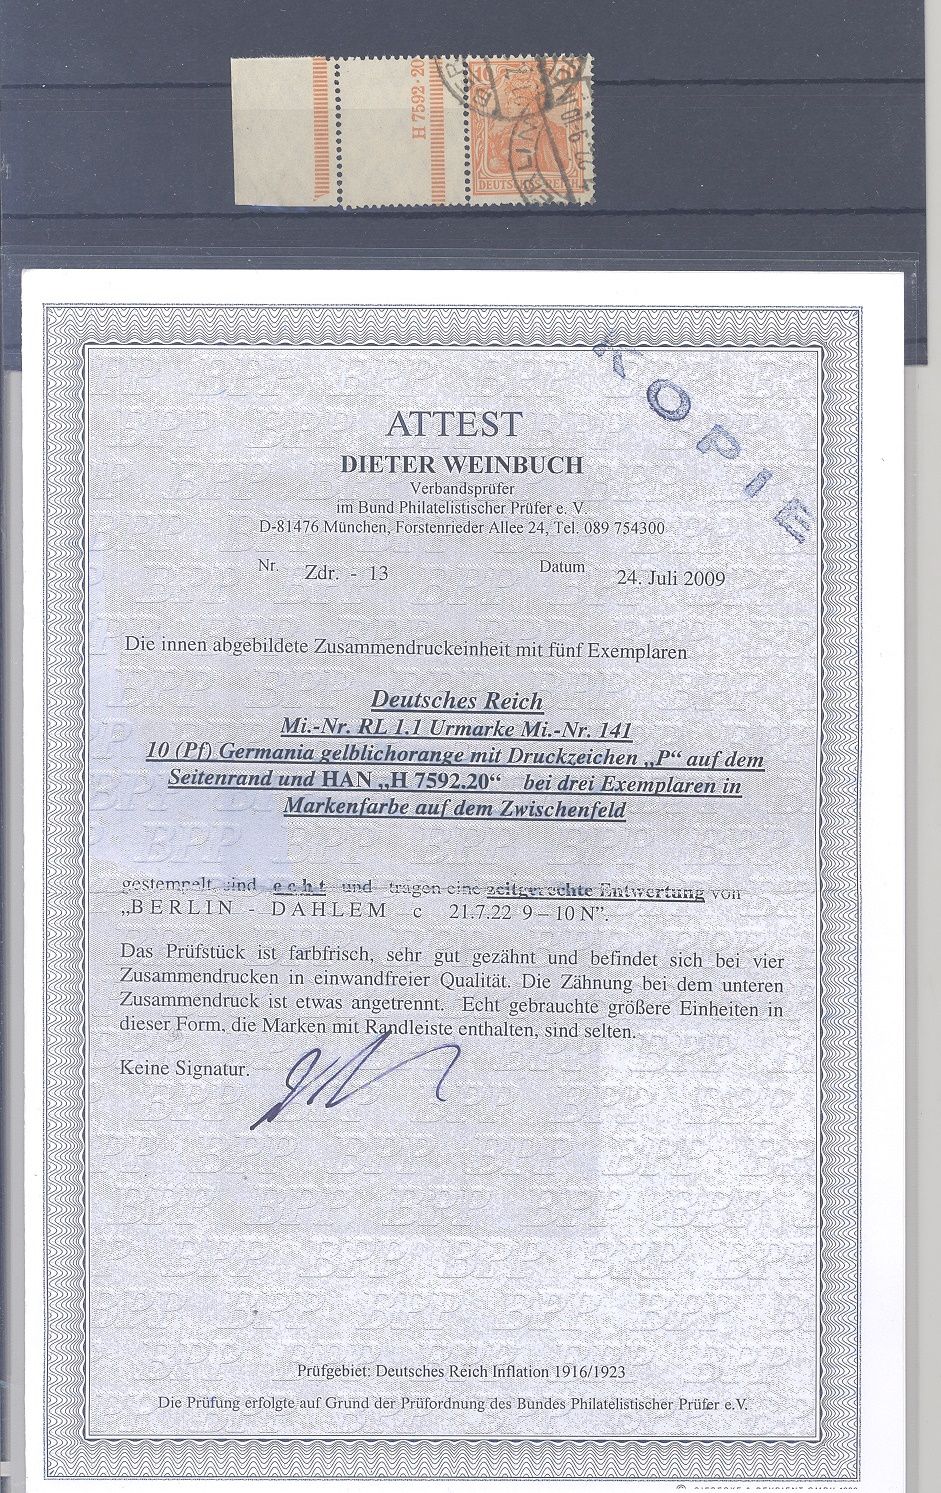 H 7592 · 20
10
BERLIN
DEUTSCHES REICH
KOPIE
ATTEST
DIETER WEINBUCH
Verbandsprüfer
im Bund Philatelistischer Prüfer e. V.
D-81476 München, Forstenrieder Allee 24, Tel. 089 754300
Nr. Zdr. - 13 Datum 24. Juli 2009
Die innen abgebildete Zusammendruckeinheit mit fünf Exemplaren
Deutsches Reich
Mi.-Nr. RL 1.1 Urmarke Mi.-Nr. 141
10 (Pf) Germania gelblichorange mit Druckzeichen „P“ auf dem
Seitenrand und HAN „H 7592.20“ bei drei Exemplaren in
Markenfarbe auf dem Zwischenfeld
gestempelt, sind e c h t und tragen eine zeitgerechte Entwertung von
„BERLIN - DAHLEM c 21.7.22 9–10 N”.
Das Prüfstück ist farbfrisch, sehr gut gezähnt und befindet sich bei vier
Zusammendrucken in einwandfreier Qualität. Die Zähnung bei dem unteren
Zusammendruck ist etwas angetrennt. Echt gebrauchte größere Einheiten in
dieser Form, die Marken mit Randleiste enthalten, sind selten.
Keine Signatur.
Prüfgebiet: Deutsches Reich Inflation 1916/1923
Die Prüfung erfolgte auf Grund der Prüfordnung des Bundes Philatelistischer Prüfer e.V.